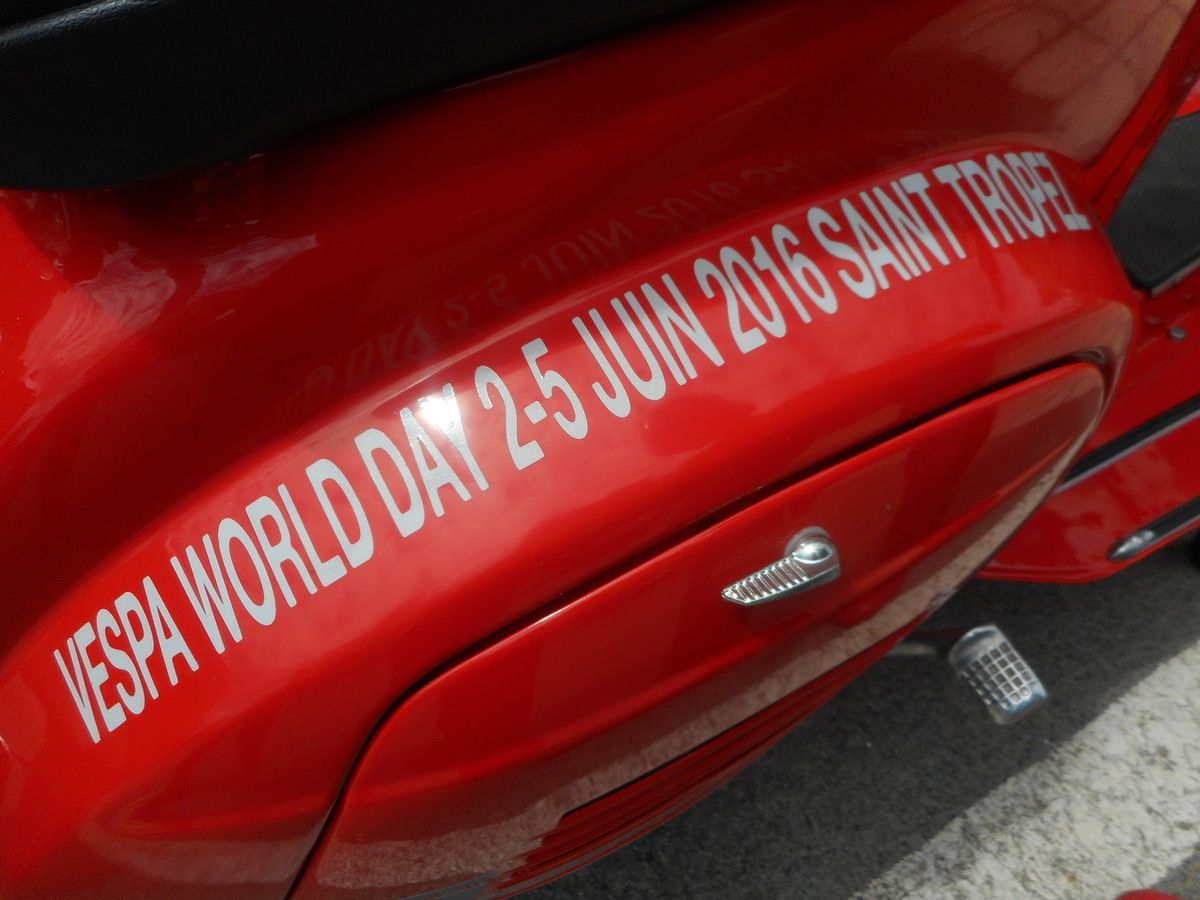 VESPA WORLD DAY 2-5 JUIN 2016 SAINT TROPEZ